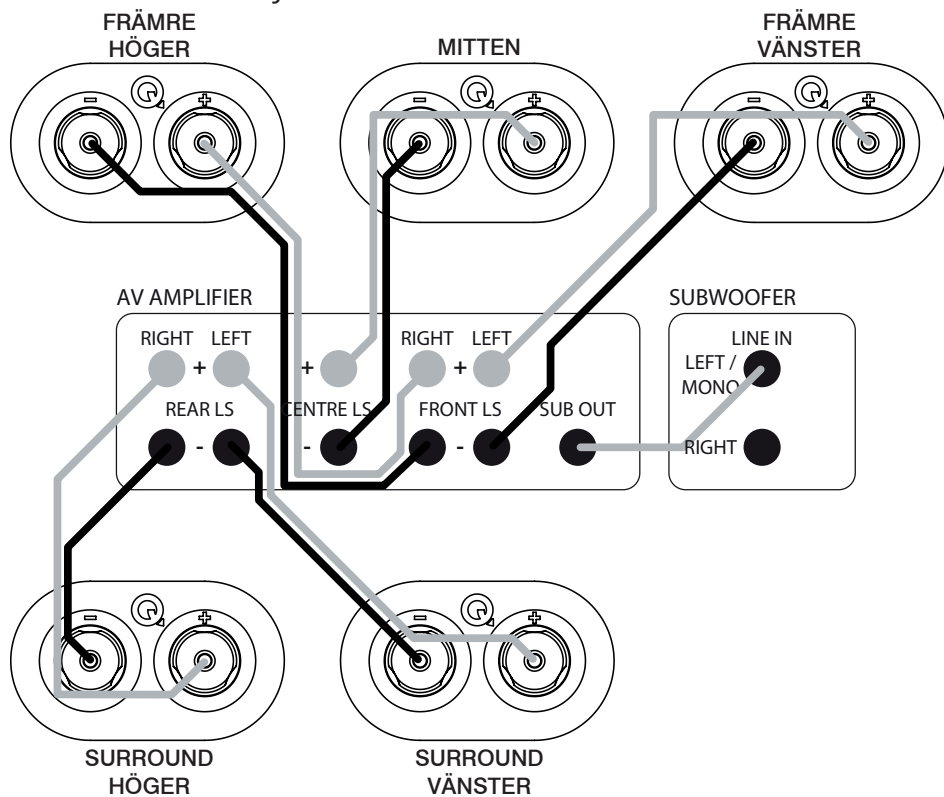 FRÄMRE
HÖGER
MITTEN
FRÄMRE
VÄNSTER
- +
- +
- +
AV AMPLIFIER
SUBWOOFER
RIGHT LEFT
RIGHT LEFT
LINE IN
+
+
+
LEFT /
MONO
REAR LS
CENTRE LS
FRONT LS
SUB OUT
-
-
-
RIGHT
- +
- +
SURROUND
HÖGER
SURROUND
VÄNSTER